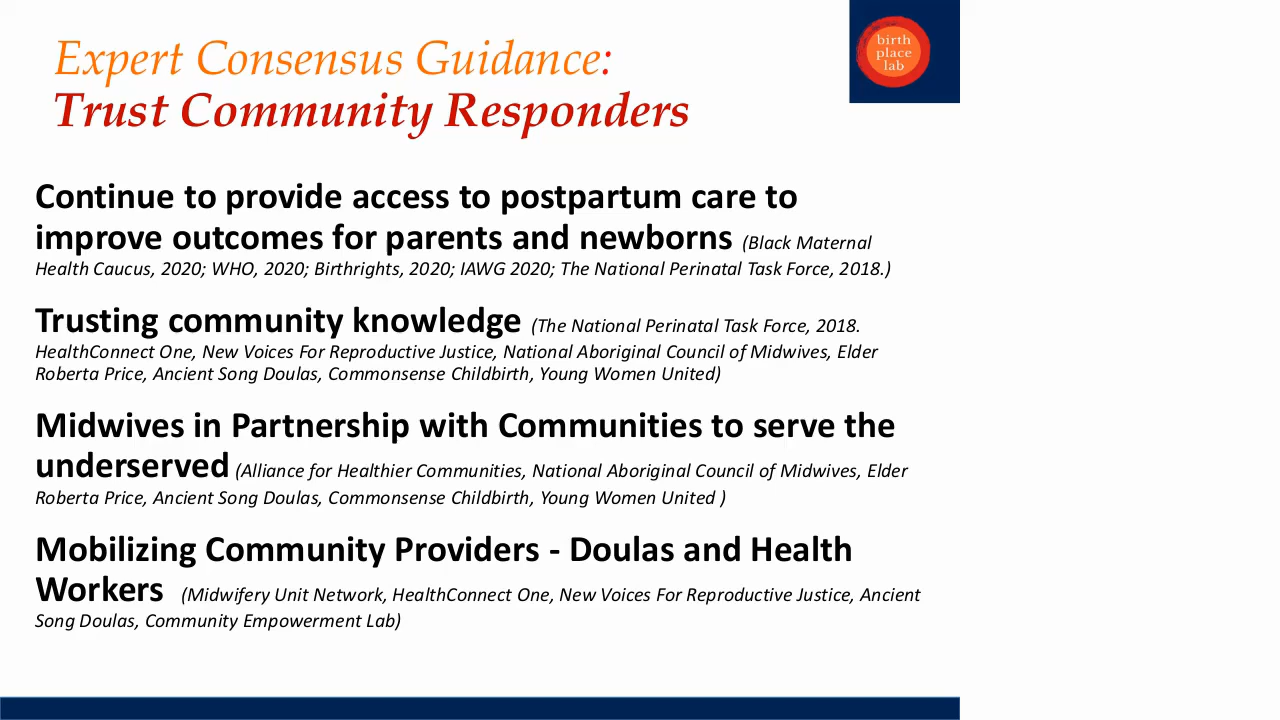 Expert Consensus Guidance:
Trust Community Responders
birth
place
lab
Continue to provide access to postpartum care to
improve outcomes for parents and newborns (Black Maternal
Health Caucus, 2020; WHO, 2020; Birthrights, 2020; IAWG 2020; The National Perinatal Task Force, 2018.)
Trusting community knowledge (The National Perinatal Task Force, 2018.
HealthConnect One, New Voices For Reproductive Justice, National Aboriginal Council of Midwives, Elder
Roberta Price, Ancient Song Doulas, Commonsense Childbirth, Young Women United)
Midwives in Partnership with Communities to serve the
underserved (Alliance for Healthier Communities, National Aboriginal Council of Midwives, Elder
Roberta Price, Ancient Song Doulas, Commonsense Childbirth, Young Women United )
Mobilizing Community Providers - Doulas and Health
Workers (Midwifery Unit Network, HealthConnect One, New Voices For Reproductive Justice, Ancient
Song Doulas, Community Empowerment Lab)